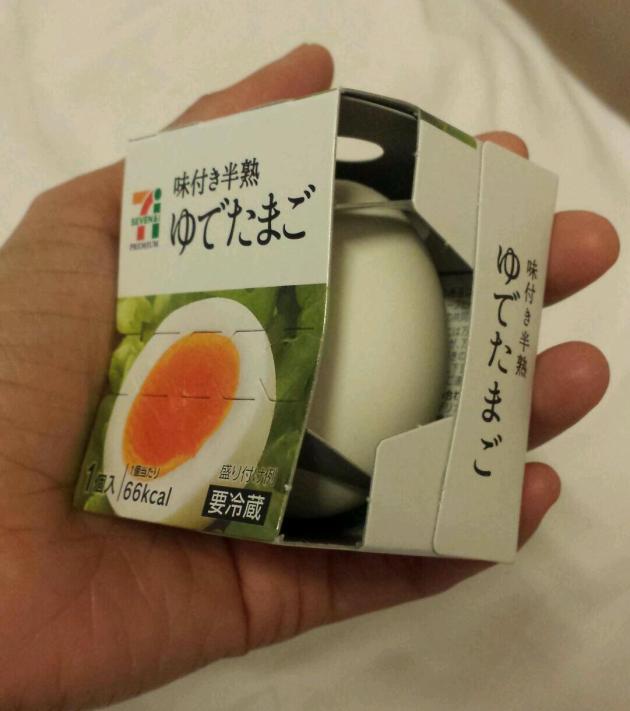 SEVEN&i
PREMIUM
味付き半熟
ゆでたまご
1個入
1個当たり
66kcal
盛り付け例
要冷蔵
味付き半熟
ゆでたまご